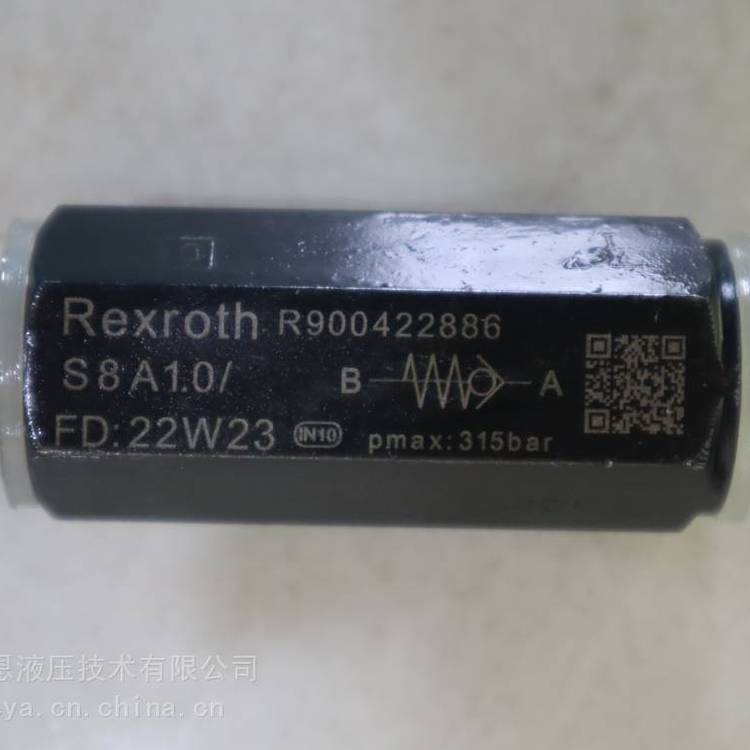 Rexroth R900422886
S8A1.0/
B A
FD:22W23 IN10 pmax:315bar
恩液压技术有限公司
ya.cn.china.cn